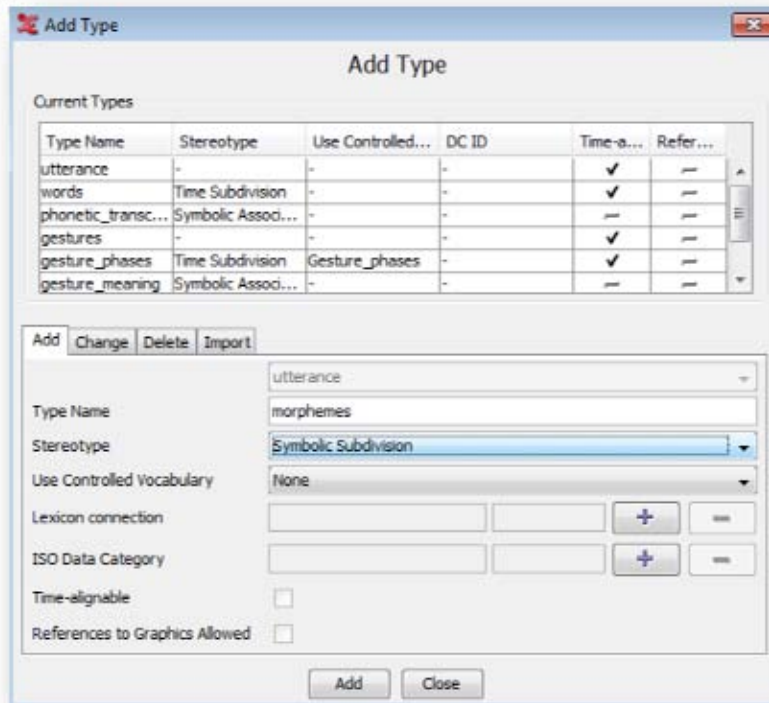 Add Type
Add Type
Current Types
Type Name Stereotype Use Controlled... DC ID Time-a... Refer...
utterance - - -
words Time Subdivision - -
phonetic_transc... Symbolic Associ... - -
gestures - - -
gesture_phases Time Subdivision Gesture_phases -
gesture_meaning Symbolic Associ... - -
Add Change Delete Import
utterance
Type Name morphemes
Stereotype Symbolic Subdivision
Use Controlled Vocabulary None
Lexicon connection
ISO Data Category
Time-alignable
References to Graphics Allowed
Add Close